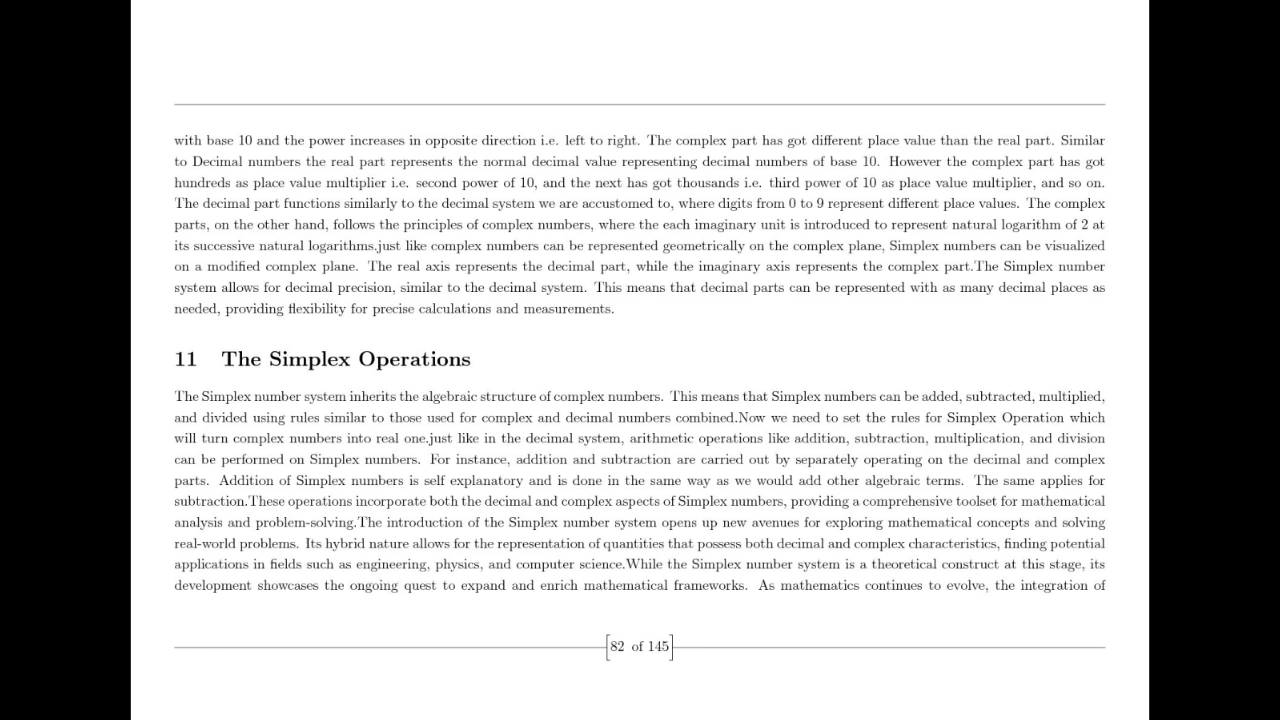 with base 10 and the power increases in opposite direction i.e. left to right. The complex part has got different place value than the real part. Similar
to Decimal numbers the real part represents the normal decimal value representing decimal numbers of base 10. However the complex part has got
hundreds as place value multiplier i.e. second power of 10, and the next has got thousands i.e. third power of 10 as place value multiplier, and so on.
The decimal part functions similarly to the decimal system we are accustomed to, where digits from 0 to 9 represent different place values. The complex
parts, on the other hand, follows the principles of complex numbers, where the each imaginary unit is introduced to represent natural logarithm of 2 at
its successive natural logarithms.just like complex numbers can be represented geometrically on the complex plane, Simplex numbers can be visualized
on a modified complex plane. The real axis represents the decimal part, while the imaginary axis represents the complex part.The Simplex number
system allows for decimal precision, similar to the decimal system. This means that decimal parts can be represented with as many decimal places as
needed, providing flexibility for precise calculations and measurements.
11 The Simplex Operations
The Simplex number system inherits the algebraic structure of complex numbers. This means that Simplex numbers can be added, subtracted, multiplied,
and divided using rules similar to those used for complex and decimal numbers combined.Now we need to set the rules for Simplex Operation which
will turn complex numbers into real one.just like in the decimal system, arithmetic operations like addition, subtraction, multiplication, and division
can be performed on Simplex numbers. For instance, addition and subtraction are carried out by separately operating on the decimal and complex
parts. Addition of Simplex numbers is self explanatory and is done in the same way as we would add other algebraic terms. The same applies for
subtraction.These operations incorporate both the decimal and complex aspects of Simplex numbers, providing a comprehensive toolset for mathematical
analysis and problem-solving.The introduction of the Simplex number system opens up new avenues for exploring mathematical concepts and solving
real-world problems. Its hybrid nature allows for the representation of quantities that possess both decimal and complex characteristics, finding potential
applications in fields such as engineering, physics, and computer science.While the Simplex number system is a theoretical construct at this stage, its
development showcases the ongoing quest to expand and enrich mathematical frameworks. As mathematics continues to evolve, the integration of
[82 of 145]